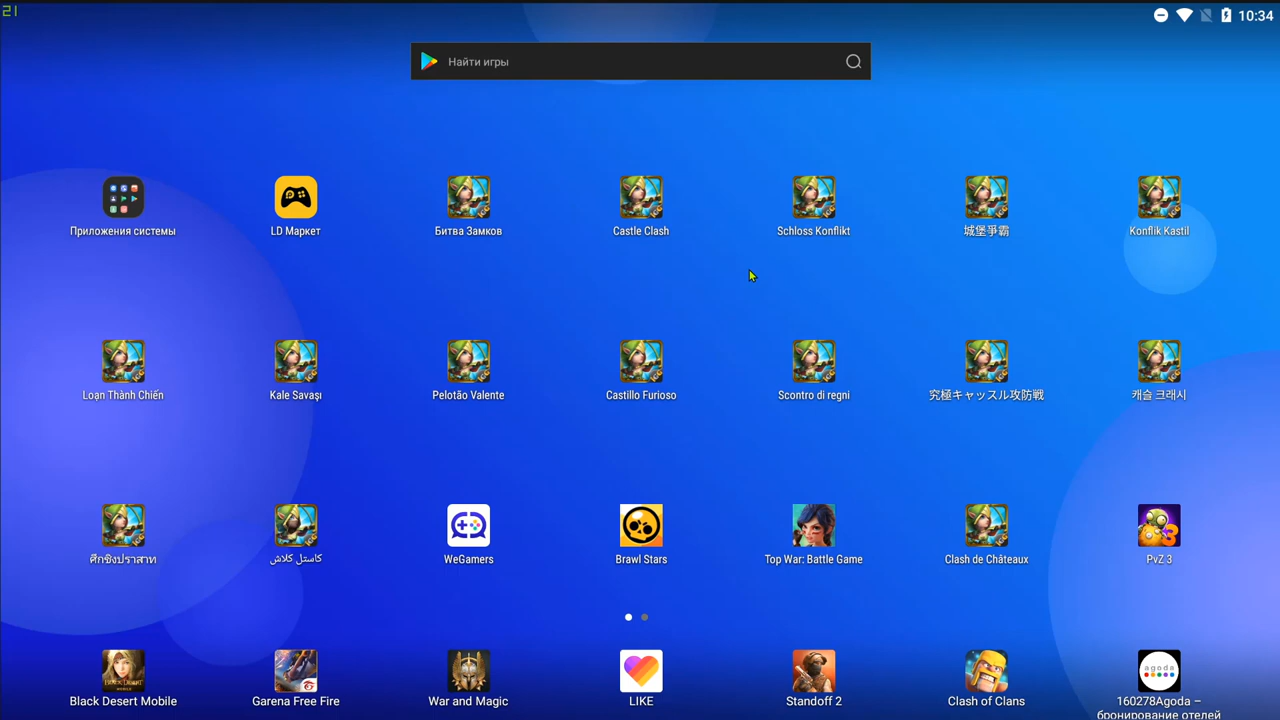 21
10:34
Найти игры
Приложения системы
LD Маркет
Битва Замков
Castle Clash
Schloss Konflikt
城堡爭霸
Konflik Kastil
Loạn Thành Chiến
Kale Savaşı
Pelotão Valente
Castillo Furioso
Scontro di regni
究極キャッスル攻防戦
캐슬 크래시
ศึกชิงปราสาท
كاستل كلاش
WeGamers
Brawl Stars
Top War: Battle Game
Clash de Châteaux
PvZ 3
Black Desert Mobile
Garena Free Fire
War and Magic
LIKE
Standoff 2
Clash of Clans
agoda
160278Agoda –
бронирование отелей